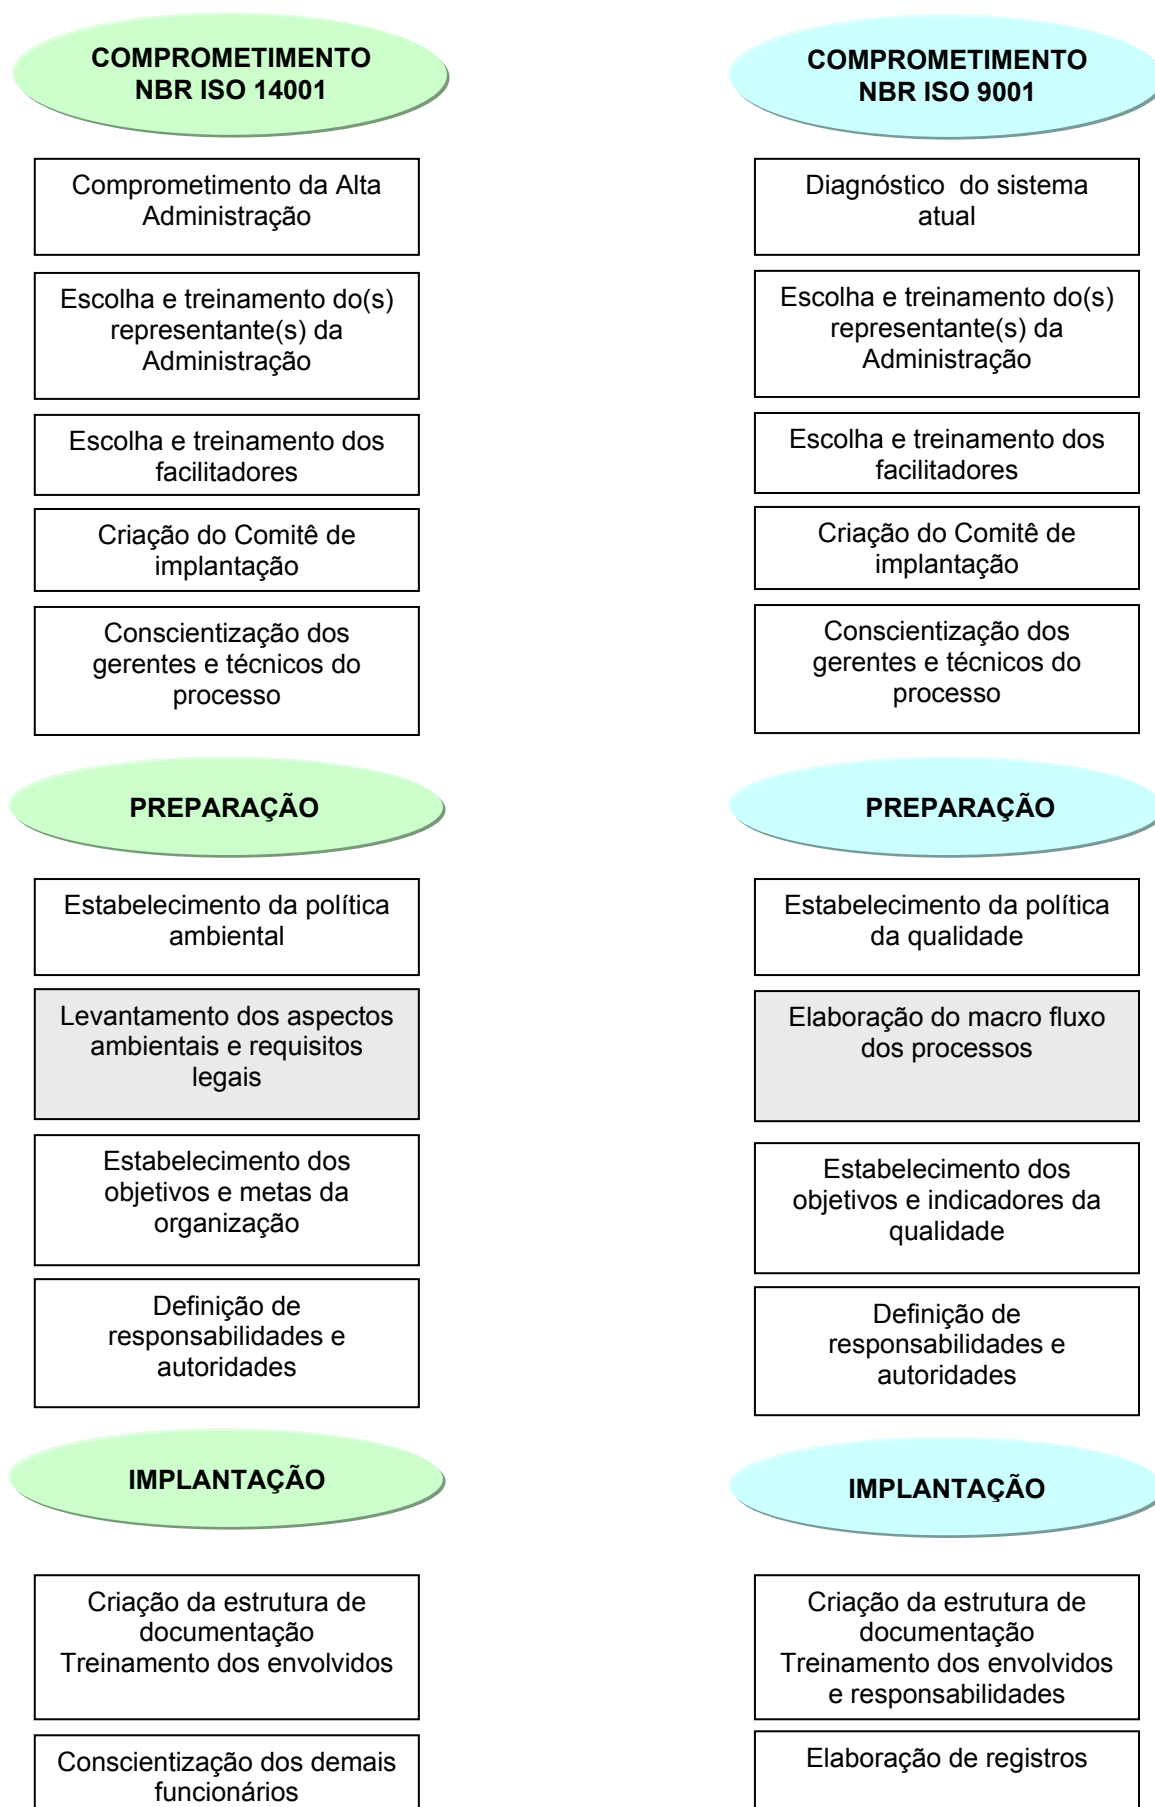 COMPROMETIMENTO
NBR ISO 14001
Comprometimento da Alta
Administração
Escolha e treinamento do(s)
representante(s) da
Administração
Escolha e treinamento dos
facilitadores
Criação do Comitê de
implantação
Conscientização dos
gerentes e técnicos do
processo
PREPARAÇÃO
Estabelecimento da política
ambiental
Levantamento dos aspectos
ambientais e requisitos
legais
Estabelecimento dos
objetivos e metas da
organização
Definição de
responsabilidades e
autoridades
IMPLANTAÇÃO
Criação da estrutura de
documentação
Treinamento dos envolvidos
Conscientização dos demais
funcionários
COMPROMETIMENTO
NBR ISO 9001
Diagnóstico do sistema
atual
Escolha e treinamento do(s)
representante(s) da
Administração
Escolha e treinamento dos
facilitadores
Criação do Comitê de
implantação
Conscientização dos
gerentes e técnicos do
processo
PREPARAÇÃO
Estabelecimento da política
da qualidade
Elaboração do macro fluxo
dos processos
Estabelecimento dos
objetivos e indicadores da
qualidade
Definição de
responsabilidades e
autoridades
IMPLANTAÇÃO
Criação da estrutura de
documentação
Treinamento dos envolvidos
e responsabilidades
Elaboração de registros